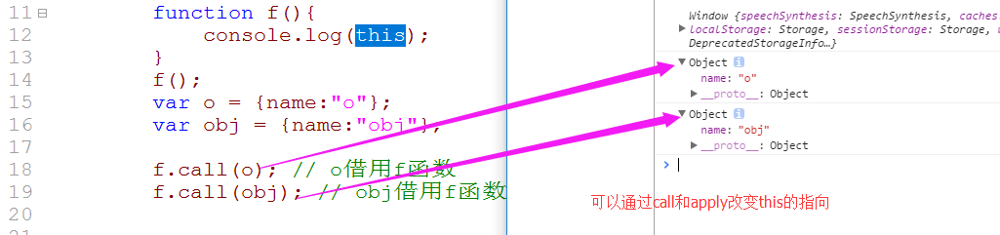 11 function f(){
12 console.log(this);
13 }
14 f();
15 var o = {name:"o"};
16 var obj = {name:"obj"};
17
18 f.call(o); // o借用f函数
19 f.call(obj); // obj借用f函数
20
Window {speechSynthesis: SpeechSynthesis, caches
localStorage: Storage, sessionStorage: Storage,
DeprecatedStorageInfo…}
Object i
name: "o"
__proto__: Object
Object i
name: "obj"
__proto__: Object
>
可以通过call和apply改变this的指向